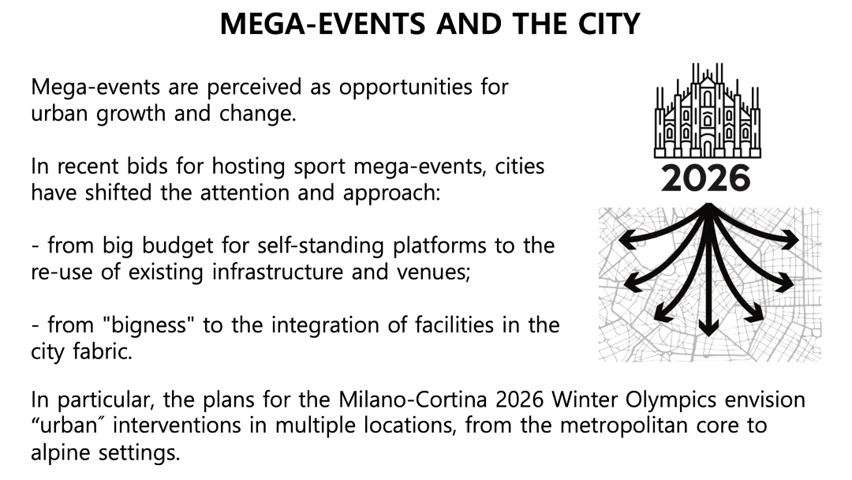 MEGA-EVENTS AND THE CITY
Mega-events are perceived as opportunities for
urban growth and change.
In recent bids for hosting sport mega-events, cities
have shifted the attention and approach:
- from big budget for self-standing platforms to the
re-use of existing infrastructure and venues;
- from "bigness" to the integration of facilities in the
city fabric.
In particular, the plans for the Milano-Cortina 2026 Winter Olympics envision
“urban˝ interventions in multiple locations, from the metropolitan core to
alpine settings.
2026